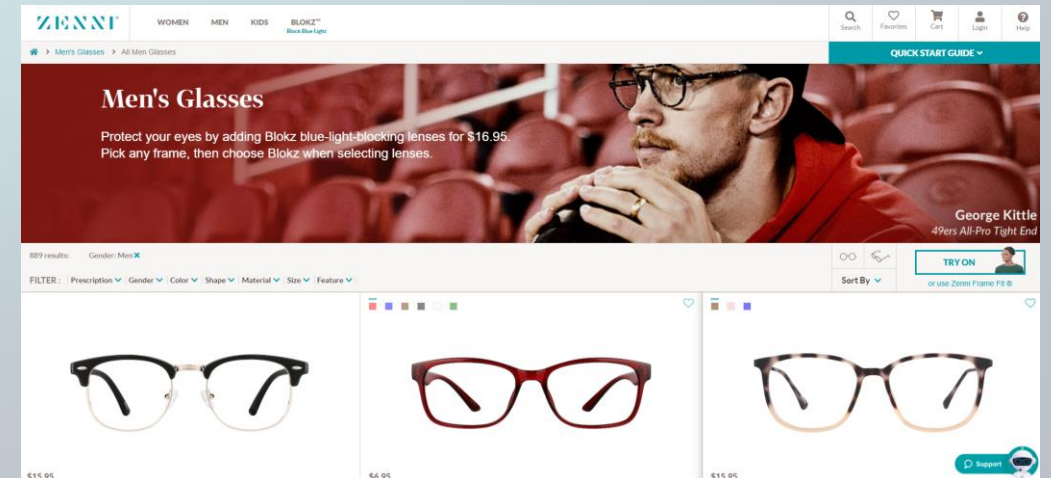 ZENNI
WOMEN
MEN
KIDS
BLOKZ™
Block Blue Light
Search
Favorites
Cart
Login
Help
Men's Glasses
All Men Glasses
QUICK START GUIDE
Men's Glasses
Protect your eyes by adding Blokz blue-light-blocking lenses for $16.95.
Pick any frame, then choose Blokz when selecting lenses.
George Kittle
49ers All-Pro Tight End
889 results:
Gender: Men
FILTER :
Prescription
Gender
Color
Shape
Material
Size
Feature
Sort By
TRY ON
or use Zenni Frame Fit ®
$15.95
$6.95
$15.95
Support